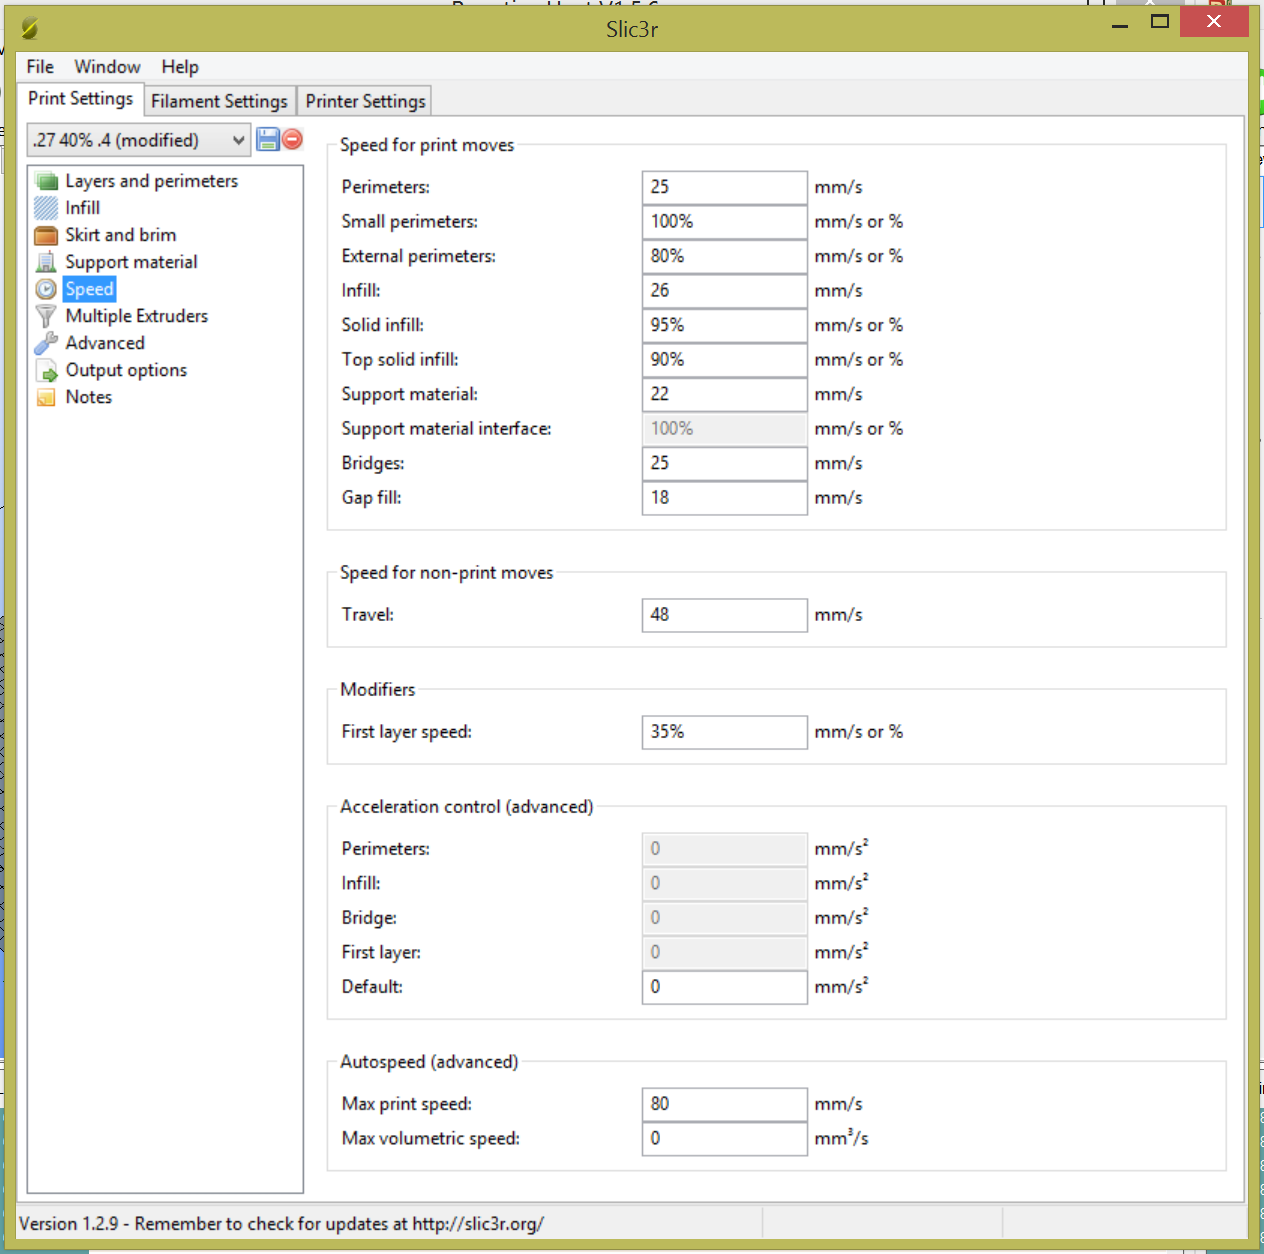 Slic3r
File Window Help
Print Settings Filament Settings Printer Settings
.27 40% .4 (modified)
Layers and perimeters
Infill
Skirt and brim
Support material
Speed
Multiple Extruders
Advanced
Output options
Notes
Speed for print moves
Perimeters: 25 mm/s
Small perimeters: 100% mm/s or %
External perimeters: 80% mm/s or %
Infill: 26 mm/s
Solid infill: 95% mm/s or %
Top solid infill: 90% mm/s or %
Support material: 22 mm/s
Support material interface: 100% mm/s or %
Bridges: 25 mm/s
Gap fill: 18 mm/s
Speed for non-print moves
Travel: 48 mm/s
Modifiers
First layer speed: 35% mm/s or %
Acceleration control (advanced)
Perimeters: 0 mm/s²
Infill: 0 mm/s²
Bridge: 0 mm/s²
First layer: 0 mm/s²
Default: 0 mm/s²
Autospeed (advanced)
Max print speed: 80 mm/s
Max volumetric speed: 0 mm³/s
Version 1.2.9 - Remember to check for updates at http://slic3r.org/